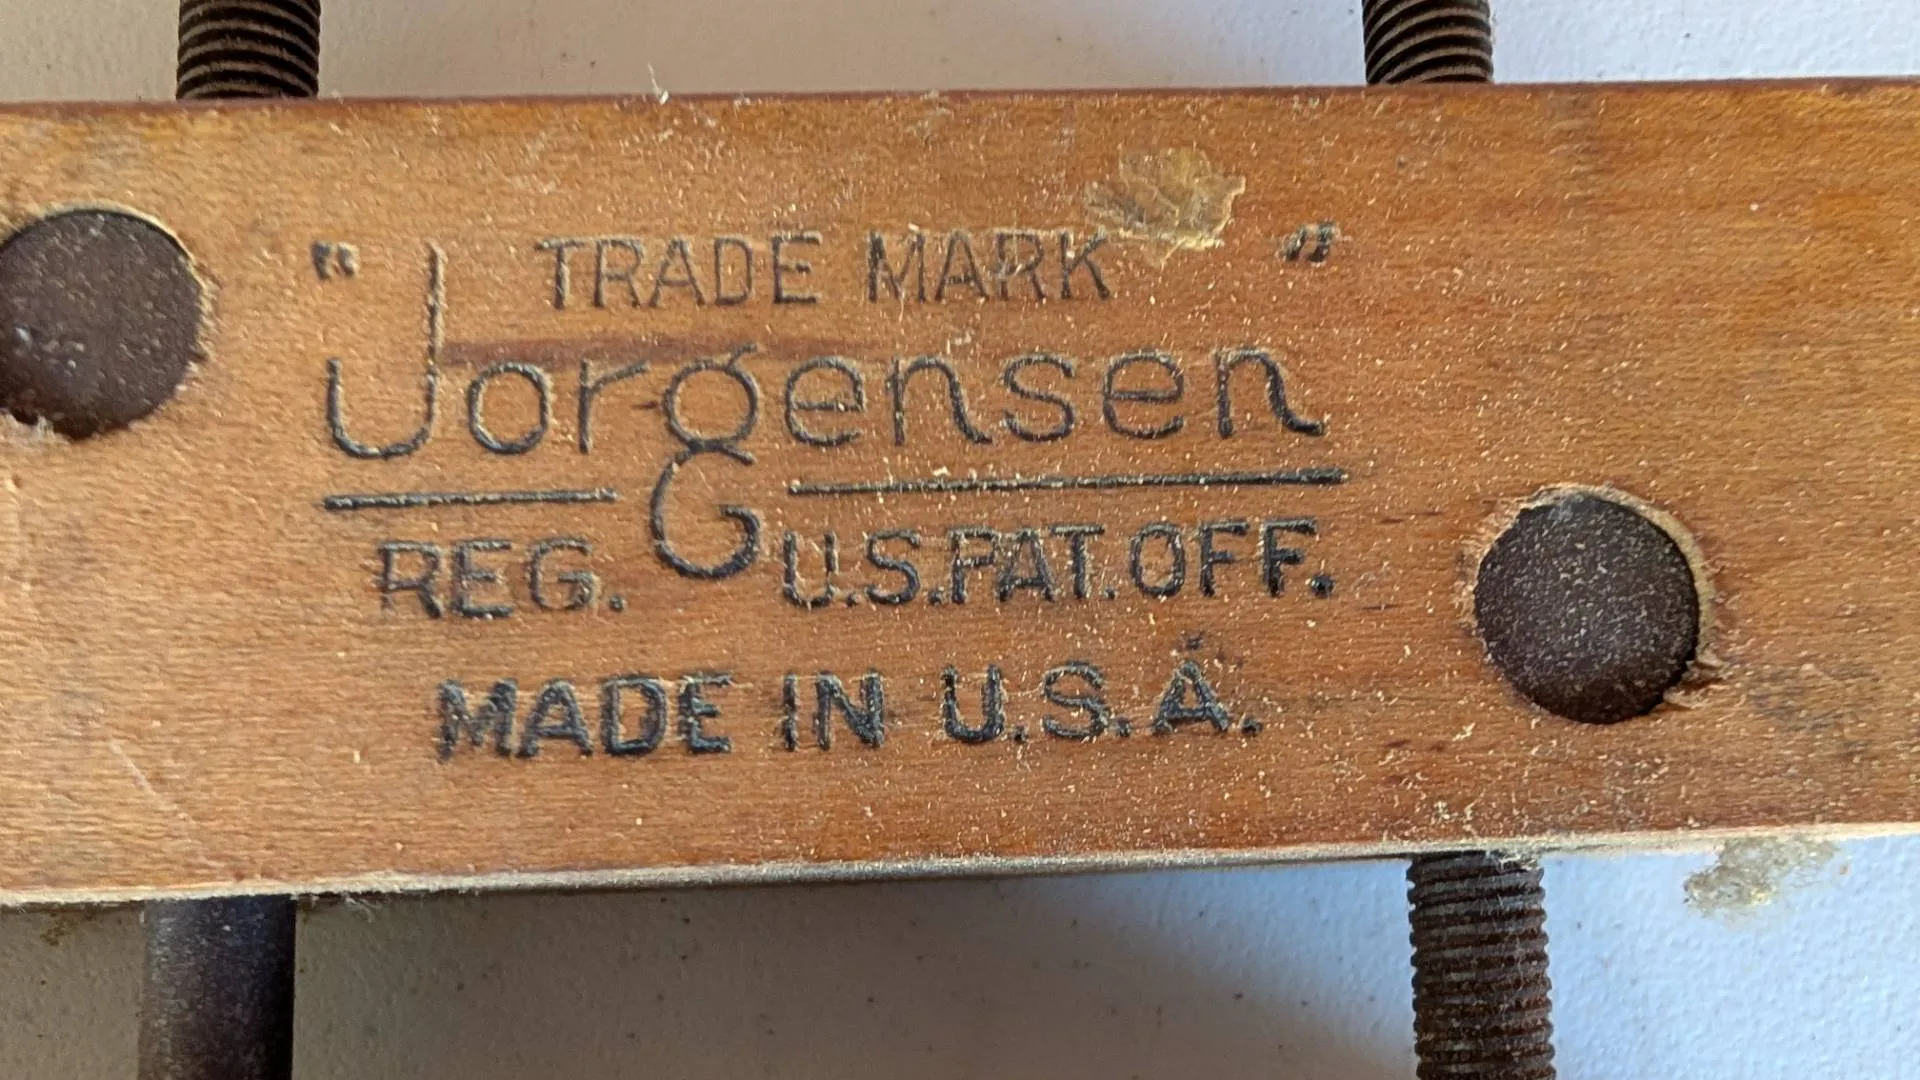 TRADE MARK
"Jorgensen"
REG. U.S.PAT.OFF.
MADE IN U.S.A.